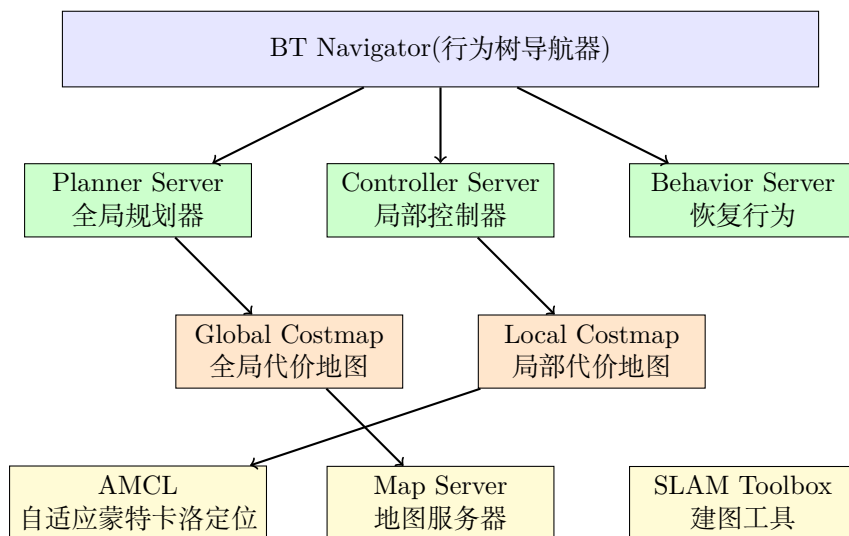 BT Navigator(行为树导航器)
Planner Server
全局规划器
Controller Server
局部控制器
Behavior Server
恢复行为
Global Costmap
全局代价地图
Local Costmap
局部代价地图
AMCL
自适应蒙特卡洛定位
Map Server
地图服务器
SLAM Toolbox
建图工具